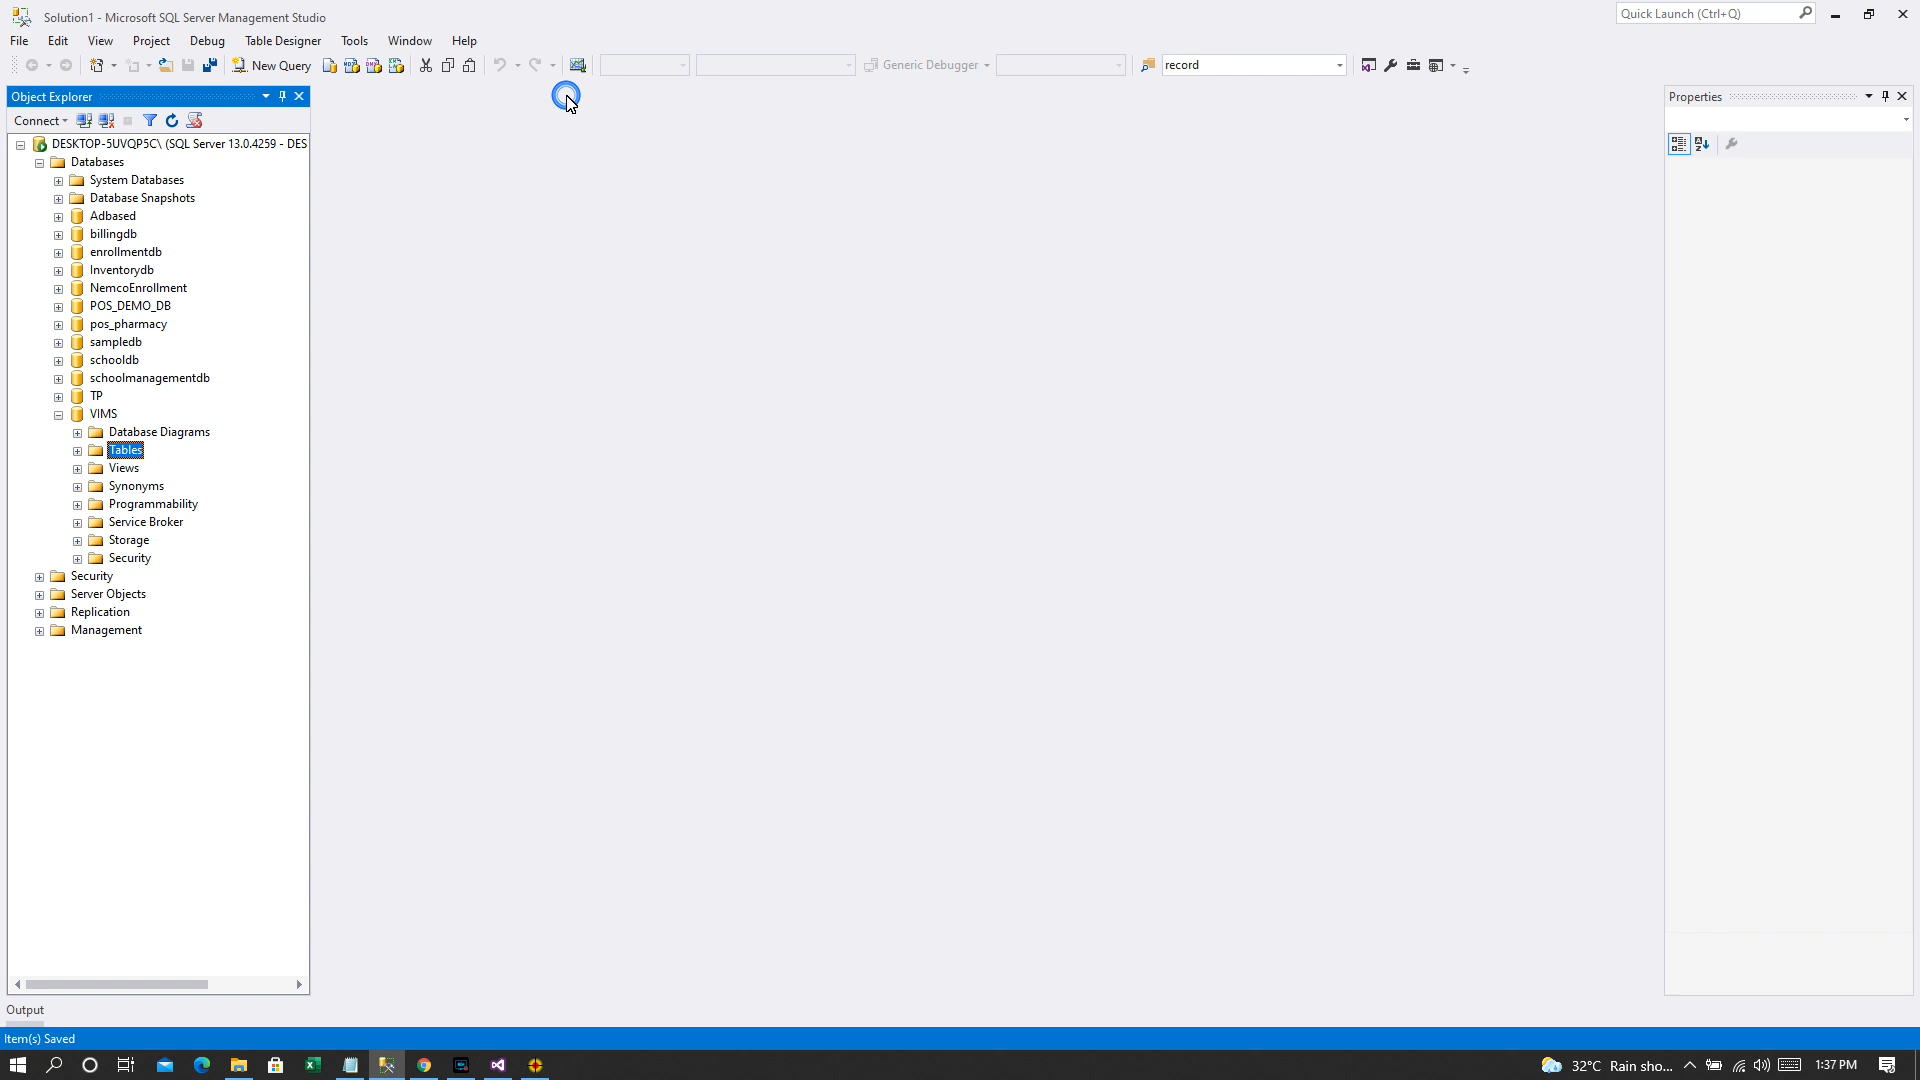 Solution1 - Microsoft SQL Server Management Studio
Quick Launch (Ctrl+Q)
File Edit View Project Debug Table Designer Tools Window Help
New Query
Generic Debugger
record
Object Explorer
Properties
Connect
DESKTOP-5UVQP5C\ (SQL Server 13.0.4259 - DES
Databases
System Databases
Database Snapshots
Adbased
billingdb
enrollmentdb
Inventorydb
NemcoEnrollment
POS_DEMO_DB
pos_pharmacy
sampledb
schooldb
schoolmanagementdb
TP
VIMS
Database Diagrams
Tables
Views
Synonyms
Programmability
Service Broker
Storage
Security
Security
Server Objects
Replication
Management
Output
Item(s) Saved
32°C Rain sho...
1:37 PM